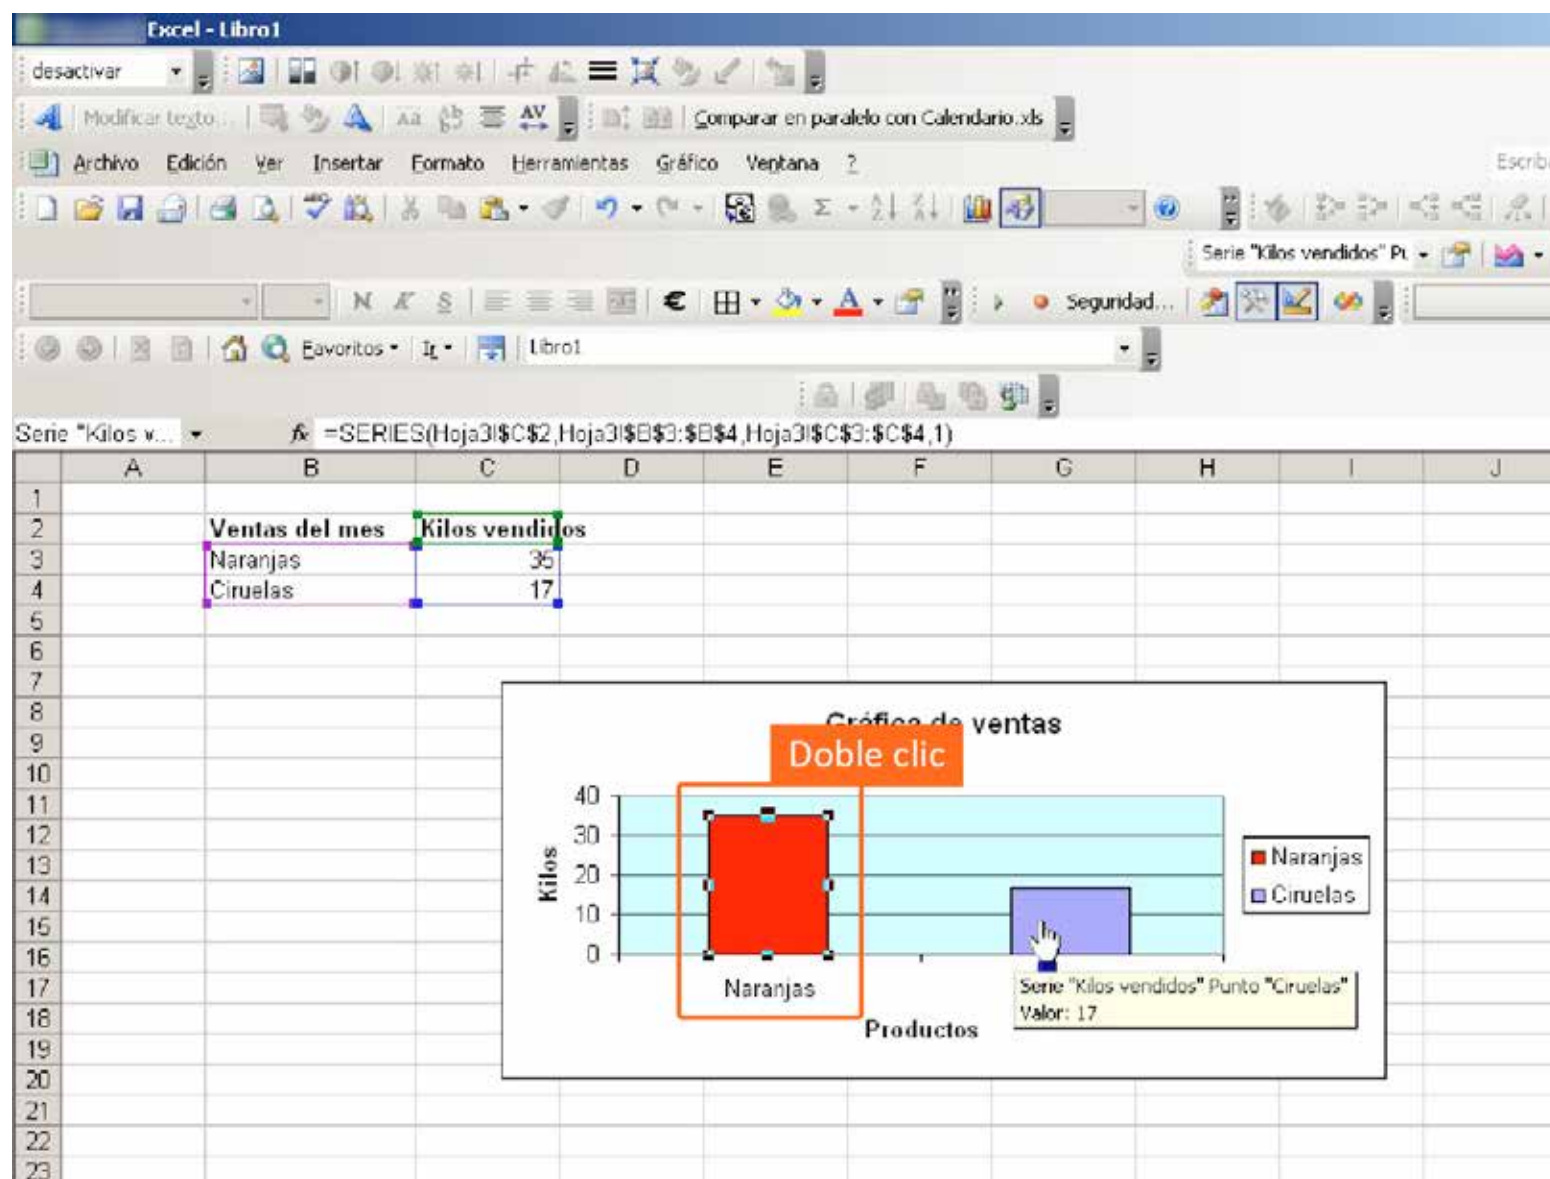 Excel - Libro1
desactivar
Modificar texto...
Comparar en paralelo con Calendario.xls
Archivo Edición Ver Insertar Formato Herramientas Gráfico Ventana ?
Escrib
Serie "Kilos vendidos" Pu
N K S € A Seguridad...
Favoritos Ir Libro1
Serie "Kilos v... fx =SERIES(Hoja3!$C$2,Hoja3!$B$3:$B$4,Hoja3!$C$3:$C$4,1)
A B C D E F G H I J
1
2 Ventas del mes Kilos vendidos
3 Naranjas 35
4 Ciruelas 17
5
6
7
8
9
10
11
12
13
14
15
16
17
18
19
20
21
22
23
Gráfica de ventas
Doble clic
40
30
20
10
0
Kilos
Naranjas
Productos
Naranjas
Ciruelas
Serie "Kilos vendidos" Punto "Ciruelas"
Valor: 17